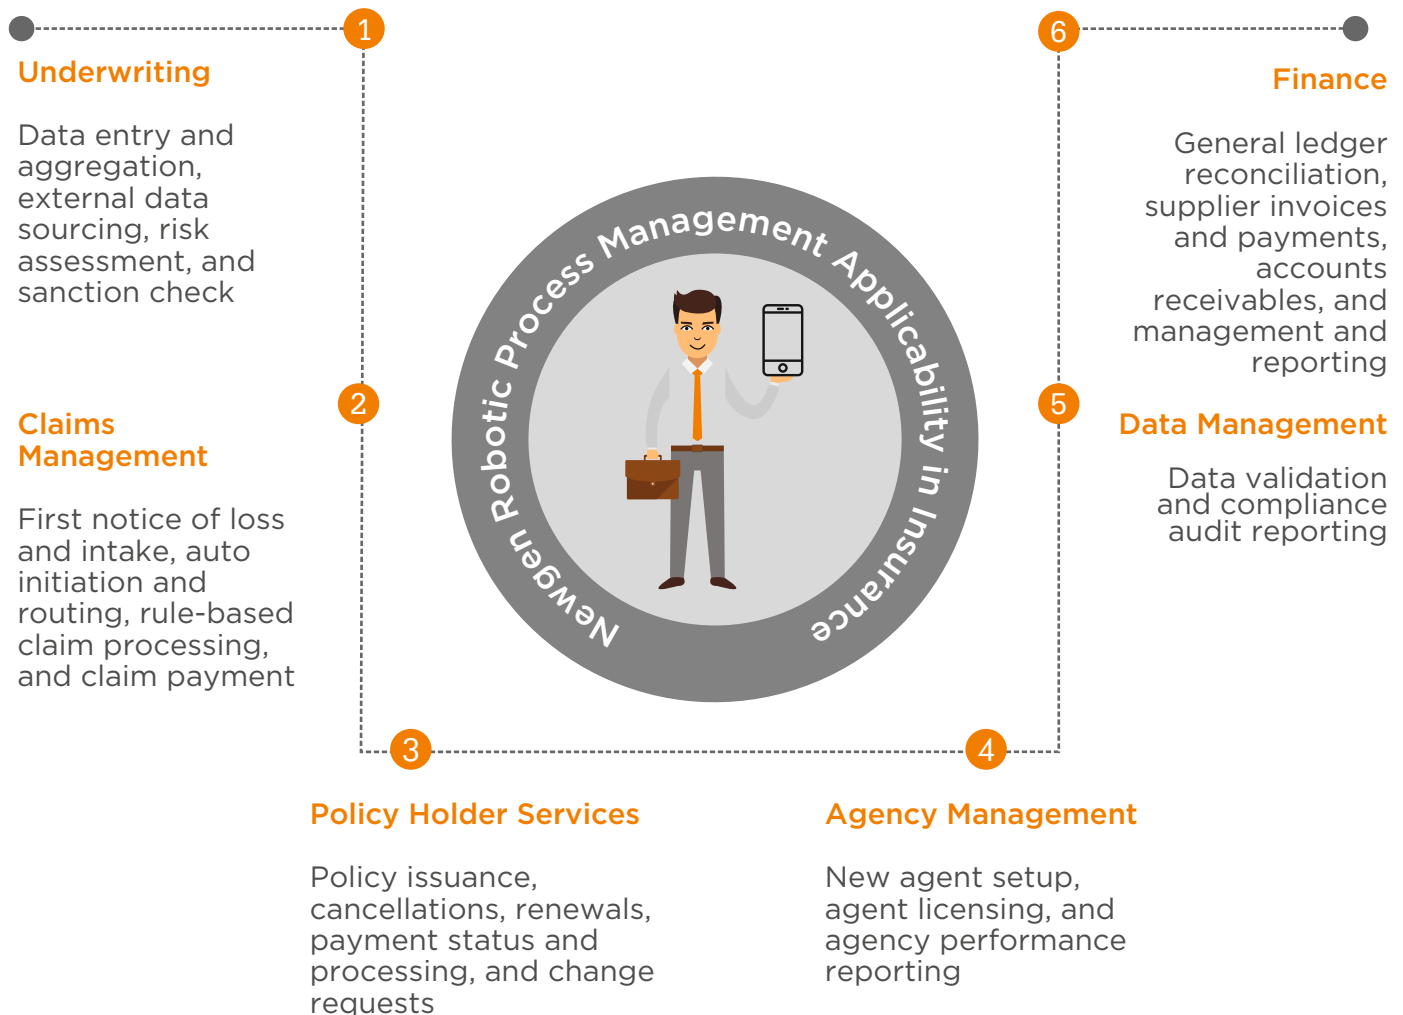 1
Underwriting
Data entry and
aggregation,
external data
sourcing, risk
assessment, and
sanction check
2
Claims
Management
First notice of loss
and intake, auto
initiation and
routing, rule-based
claim processing,
and claim payment
Newgen Robotic Process Management Applicability in Insurance
3
Policy Holder Services
Policy issuance,
cancellations, renewals,
payment status and
processing, and change
requests
4
Agency Management
New agent setup,
agent licensing, and
agency performance
reporting
5
Data Management
Data validation
and compliance
audit reporting
6
Finance
General ledger
reconciliation,
supplier invoices
and payments,
accounts
receivables, and
management and
reporting